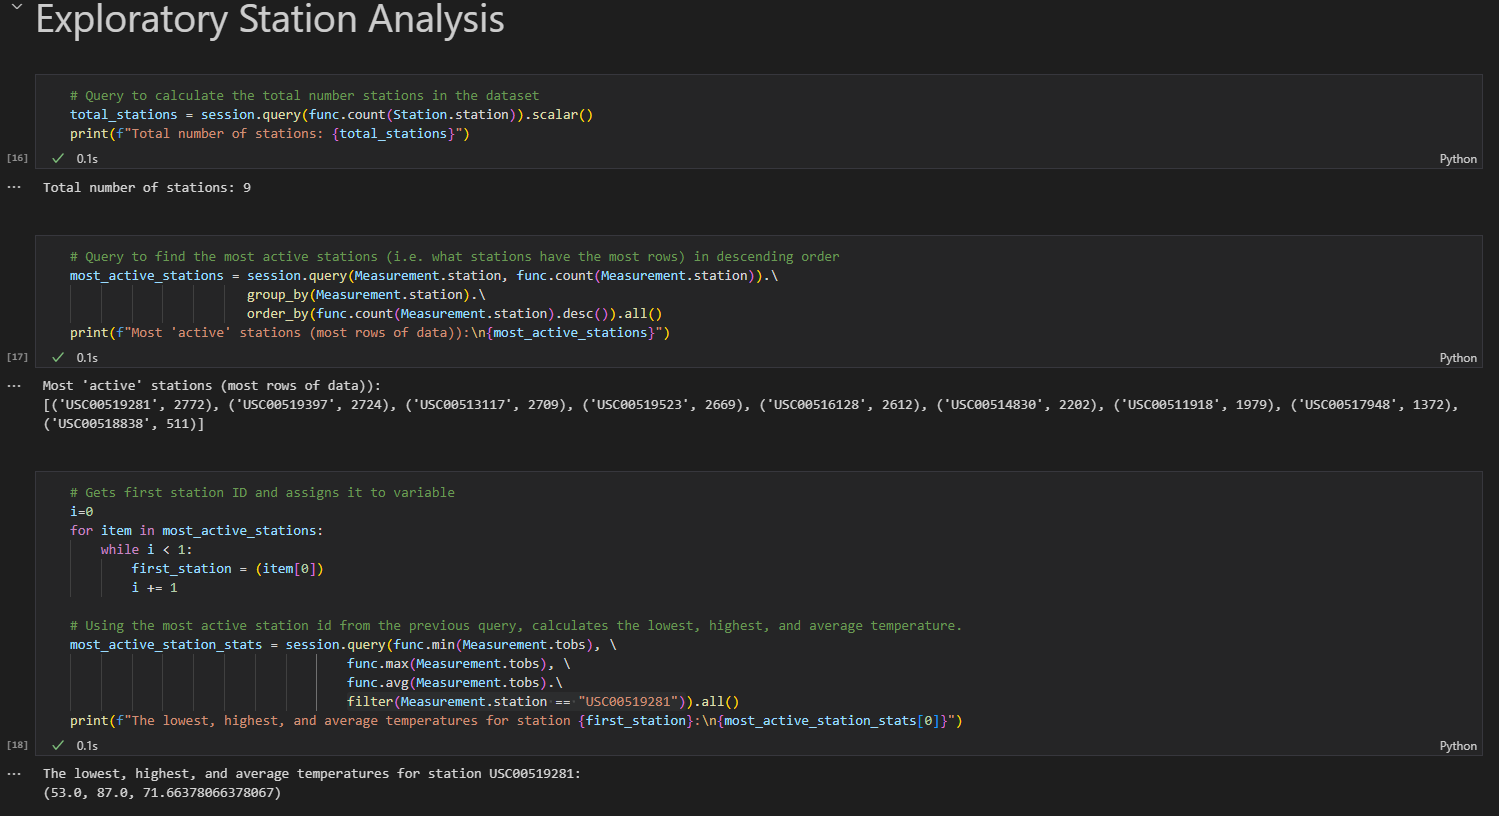 Exploratory Station Analysis
# Query to calculate the total number stations in the dataset
total_stations = session.query(func.count(Station.station)).scalar()
print(f"Total number of stations: {total_stations}")
[16]
0.1s
Python
Total number of stations: 9
# Query to find the most active stations (i.e. what stations have the most rows) in descending order
most_active_stations = session.query(Measurement.station, func.count(Measurement.station)).\
group_by(Measurement.station).\
order_by(func.count(Measurement.station).desc()).all()
print(f"Most 'active' stations (most rows of data)):\n{most_active_stations}")
[17]
0.1s
Python
Most 'active' stations (most rows of data)):
[('USC00519281', 2772), ('USC00519397', 2724), ('USC00513117', 2709), ('USC00519523', 2669), ('USC00516128', 2612), ('USC00514830', 2202), ('USC00511918', 1979), ('USC00517948', 1372),
('USC00518838', 511)]
# Gets first station ID and assigns it to variable
i=0
for item in most_active_stations:
while i < 1:
first_station = (item[0])
i += 1
# Using the most active station id from the previous query, calculates the lowest, highest, and average temperature.
most_active_station_stats = session.query(func.min(Measurement.tobs), \
func.max(Measurement.tobs), \
func.avg(Measurement.tobs).\
filter(Measurement.station == "USC00519281")).all()
print(f"The lowest, highest, and average temperatures for station {first_station}:\n{most_active_station_stats[0]}")
[18]
0.1s
Python
The lowest, highest, and average temperatures for station USC00519281:
(53.0, 87.0, 71.66378066378067)